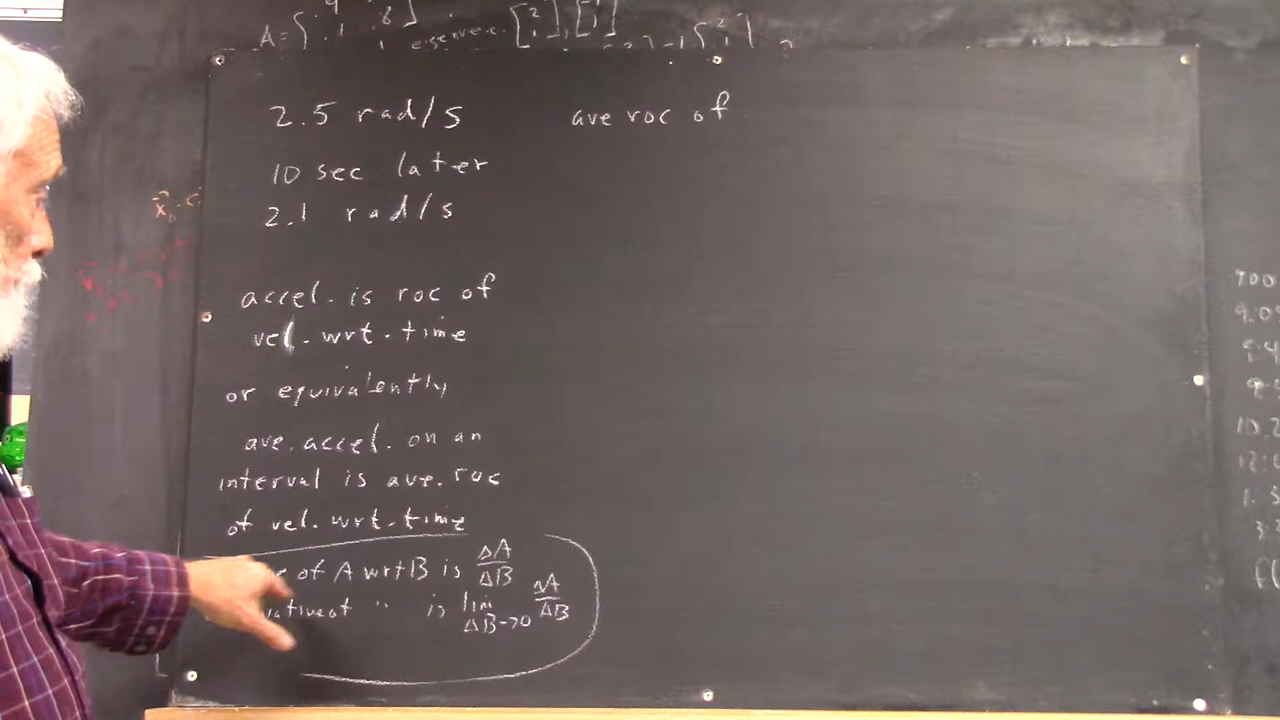 A =
2.5 rad/s
10 sec later
2.1 rad/s
accel. is roc of
vel. wrt. time
or equivalently
ave. accel. on an
interval is ave. roc
of vel. wrt. time
of A wrt B is ΔA/ΔB
" is lim ΔB→0 ΔA/ΔB
ave roc of
900